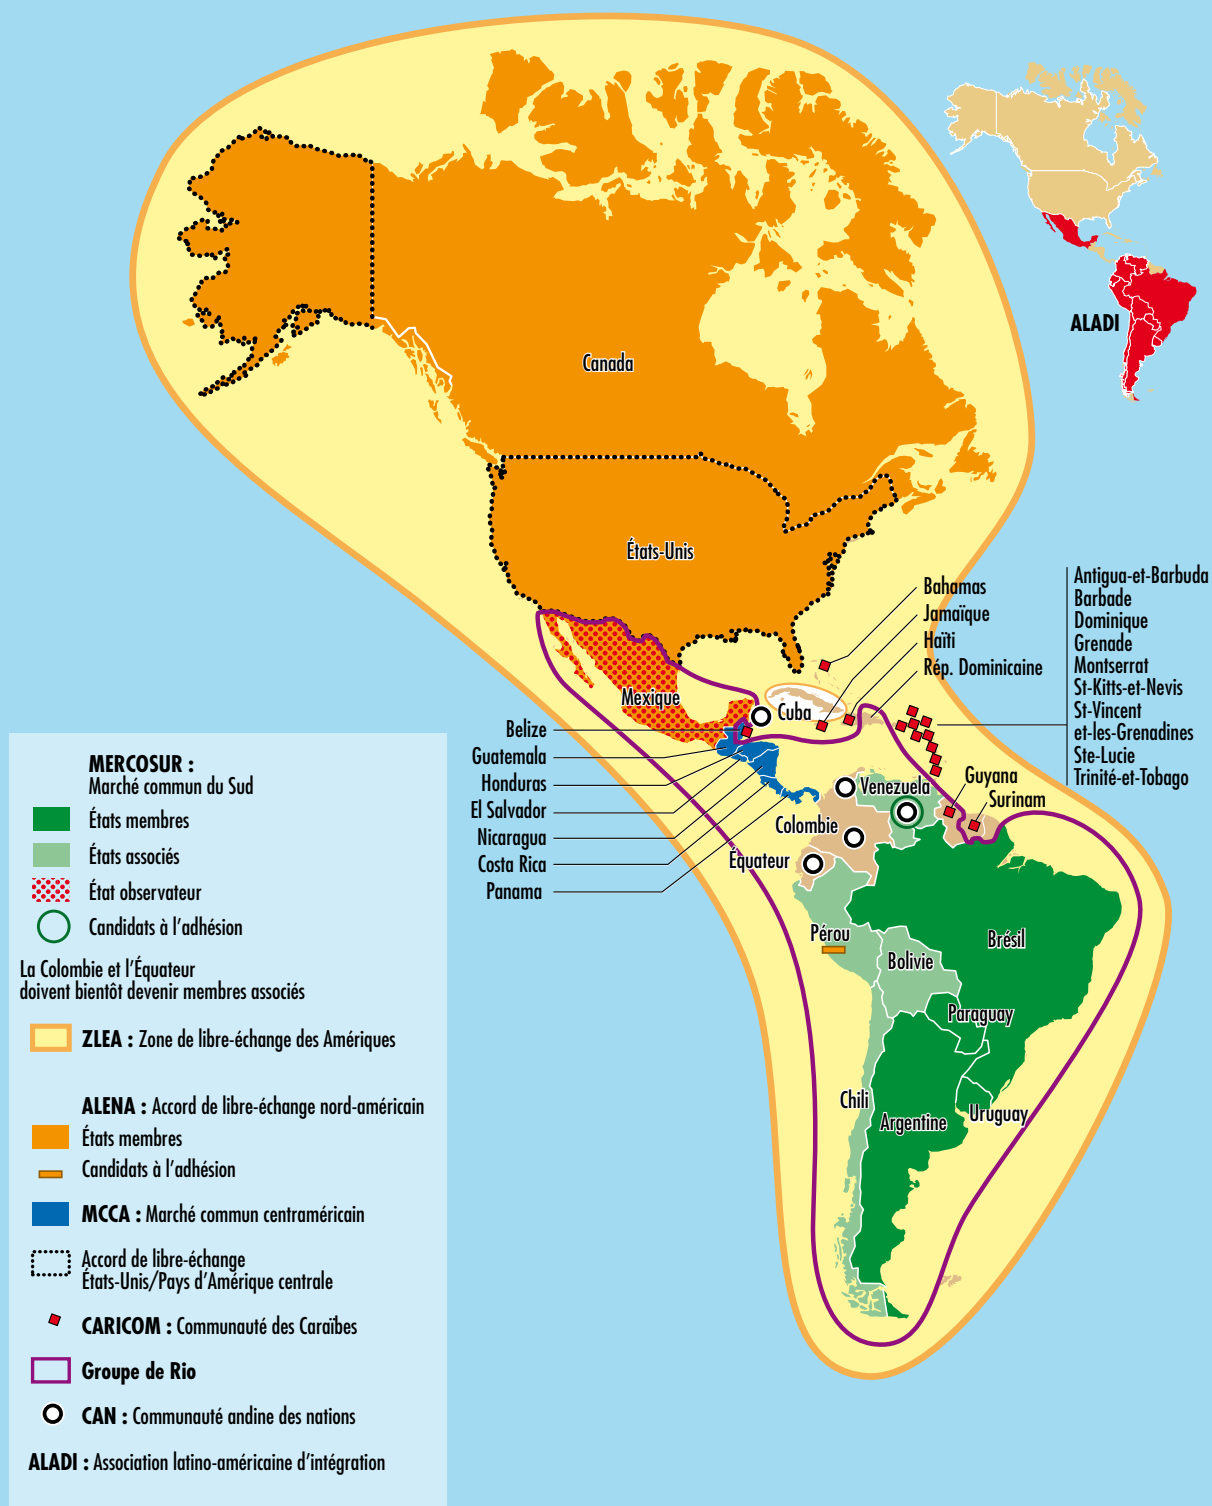 ALADI
Canada
États-Unis
Bahamas
Jamaïque
Haïti
Rép. Dominicaine
Antigua-et-Barbuda
Barbade
Dominique
Grenade
Montserrat
St-Kitts-et-Nevis
St-Vincent
et-les-Grenadines
Ste-Lucie
Trinité-et-Tobago
Mexique
Cuba
Belize
Guatemala
Honduras
El Salvador
Nicaragua
Costa Rica
Panama
Venezuela
Guyana
Surinam
Colombie
Équateur
Pérou
Brésil
Bolivie
Paraguay
Chili
Argentine
Uruguay
MERCOSUR :
Marché commun du Sud
États membres
États associés
État observateur
Candidats à l'adhésion
La Colombie et l'Équateur
doivent bientôt devenir membres associés
ZLEA : Zone de libre-échange des Amériques
ALENA : Accord de libre-échange nord-américain
États membres
Candidats à l'adhésion
MCCA : Marché commun centraméricain
Accord de libre-échange
États-Unis/Pays d'Amérique centrale
CARICOM : Communauté des Caraïbes
Groupe de Rio
CAN : Communauté andine des nations
ALADI : Association latino-américaine d'intégration